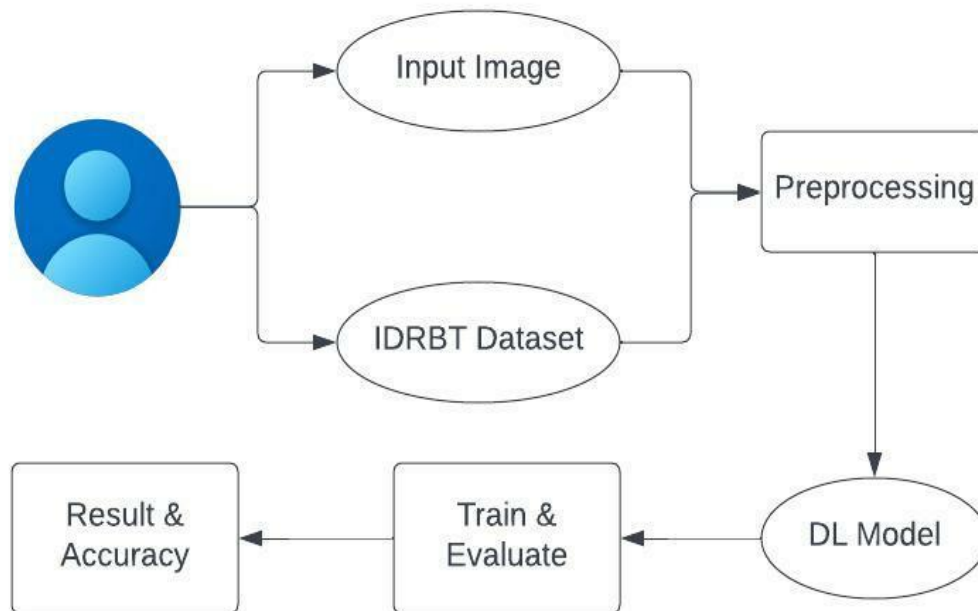 Input Image
Preprocessing
IDRBT Dataset
DL Model
Train &
Evaluate
Result &
Accuracy